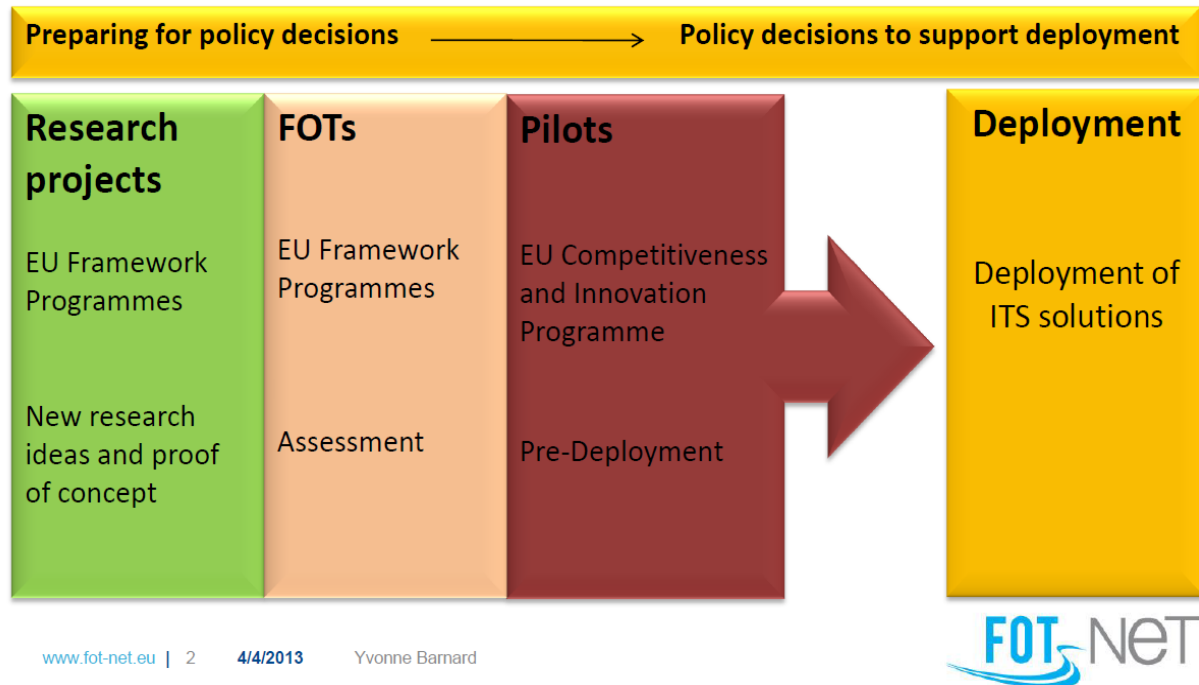 Preparing for policy decisions
Policy decisions to support deployment
Research
projects
EU Framework
Programmes
New research
ideas and proof
of concept
FOTs
EU Framework
Programmes
Assessment
Pilots
EU Competitiveness
and Innovation
Programme
Pre-Deployment
Deployment
Deployment of
ITS solutions
www.fot-net.eu | 2 4/4/2013 Yvonne Barnard
FOT NeT